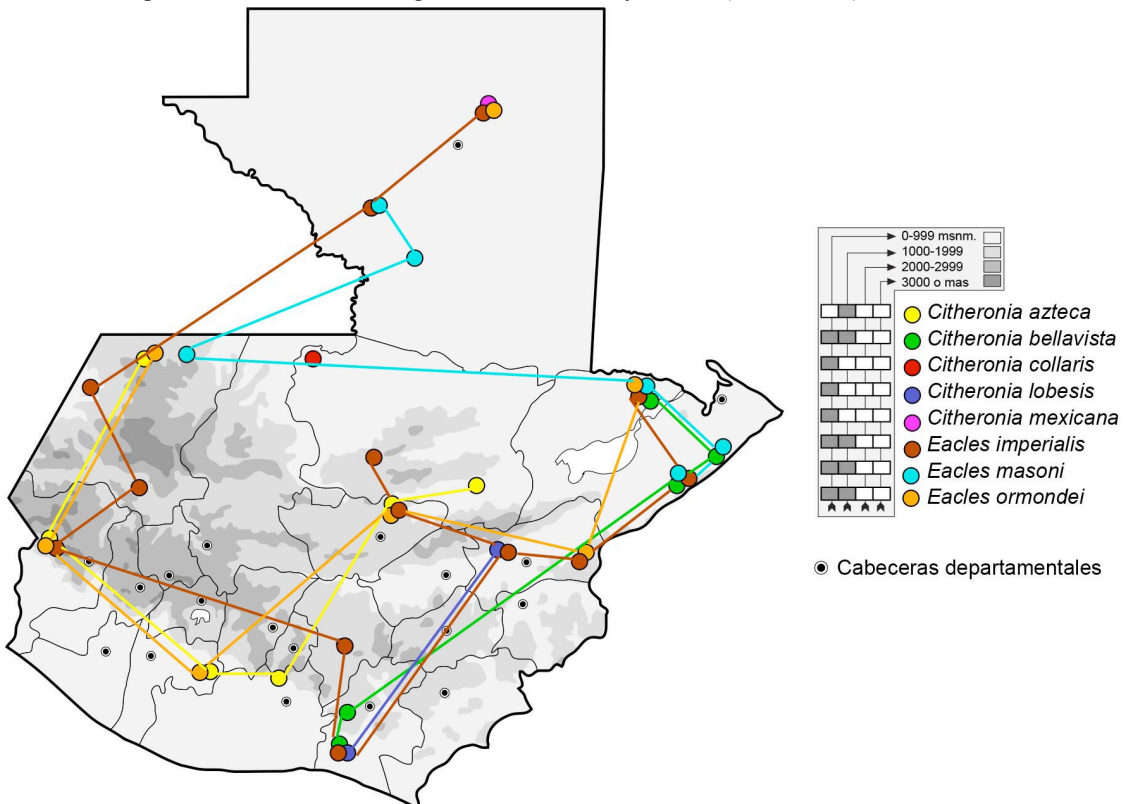 0-999 msnm.
1000-1999
2000-2999
3000 o mas
Citheronia azteca
Citheronia bellavista
Citheronia collaris
Citheronia lobesis
Citheronia mexicana
Eacles imperialis
Eacles masoni
Eacles ormondei
Cabeceras departamentales